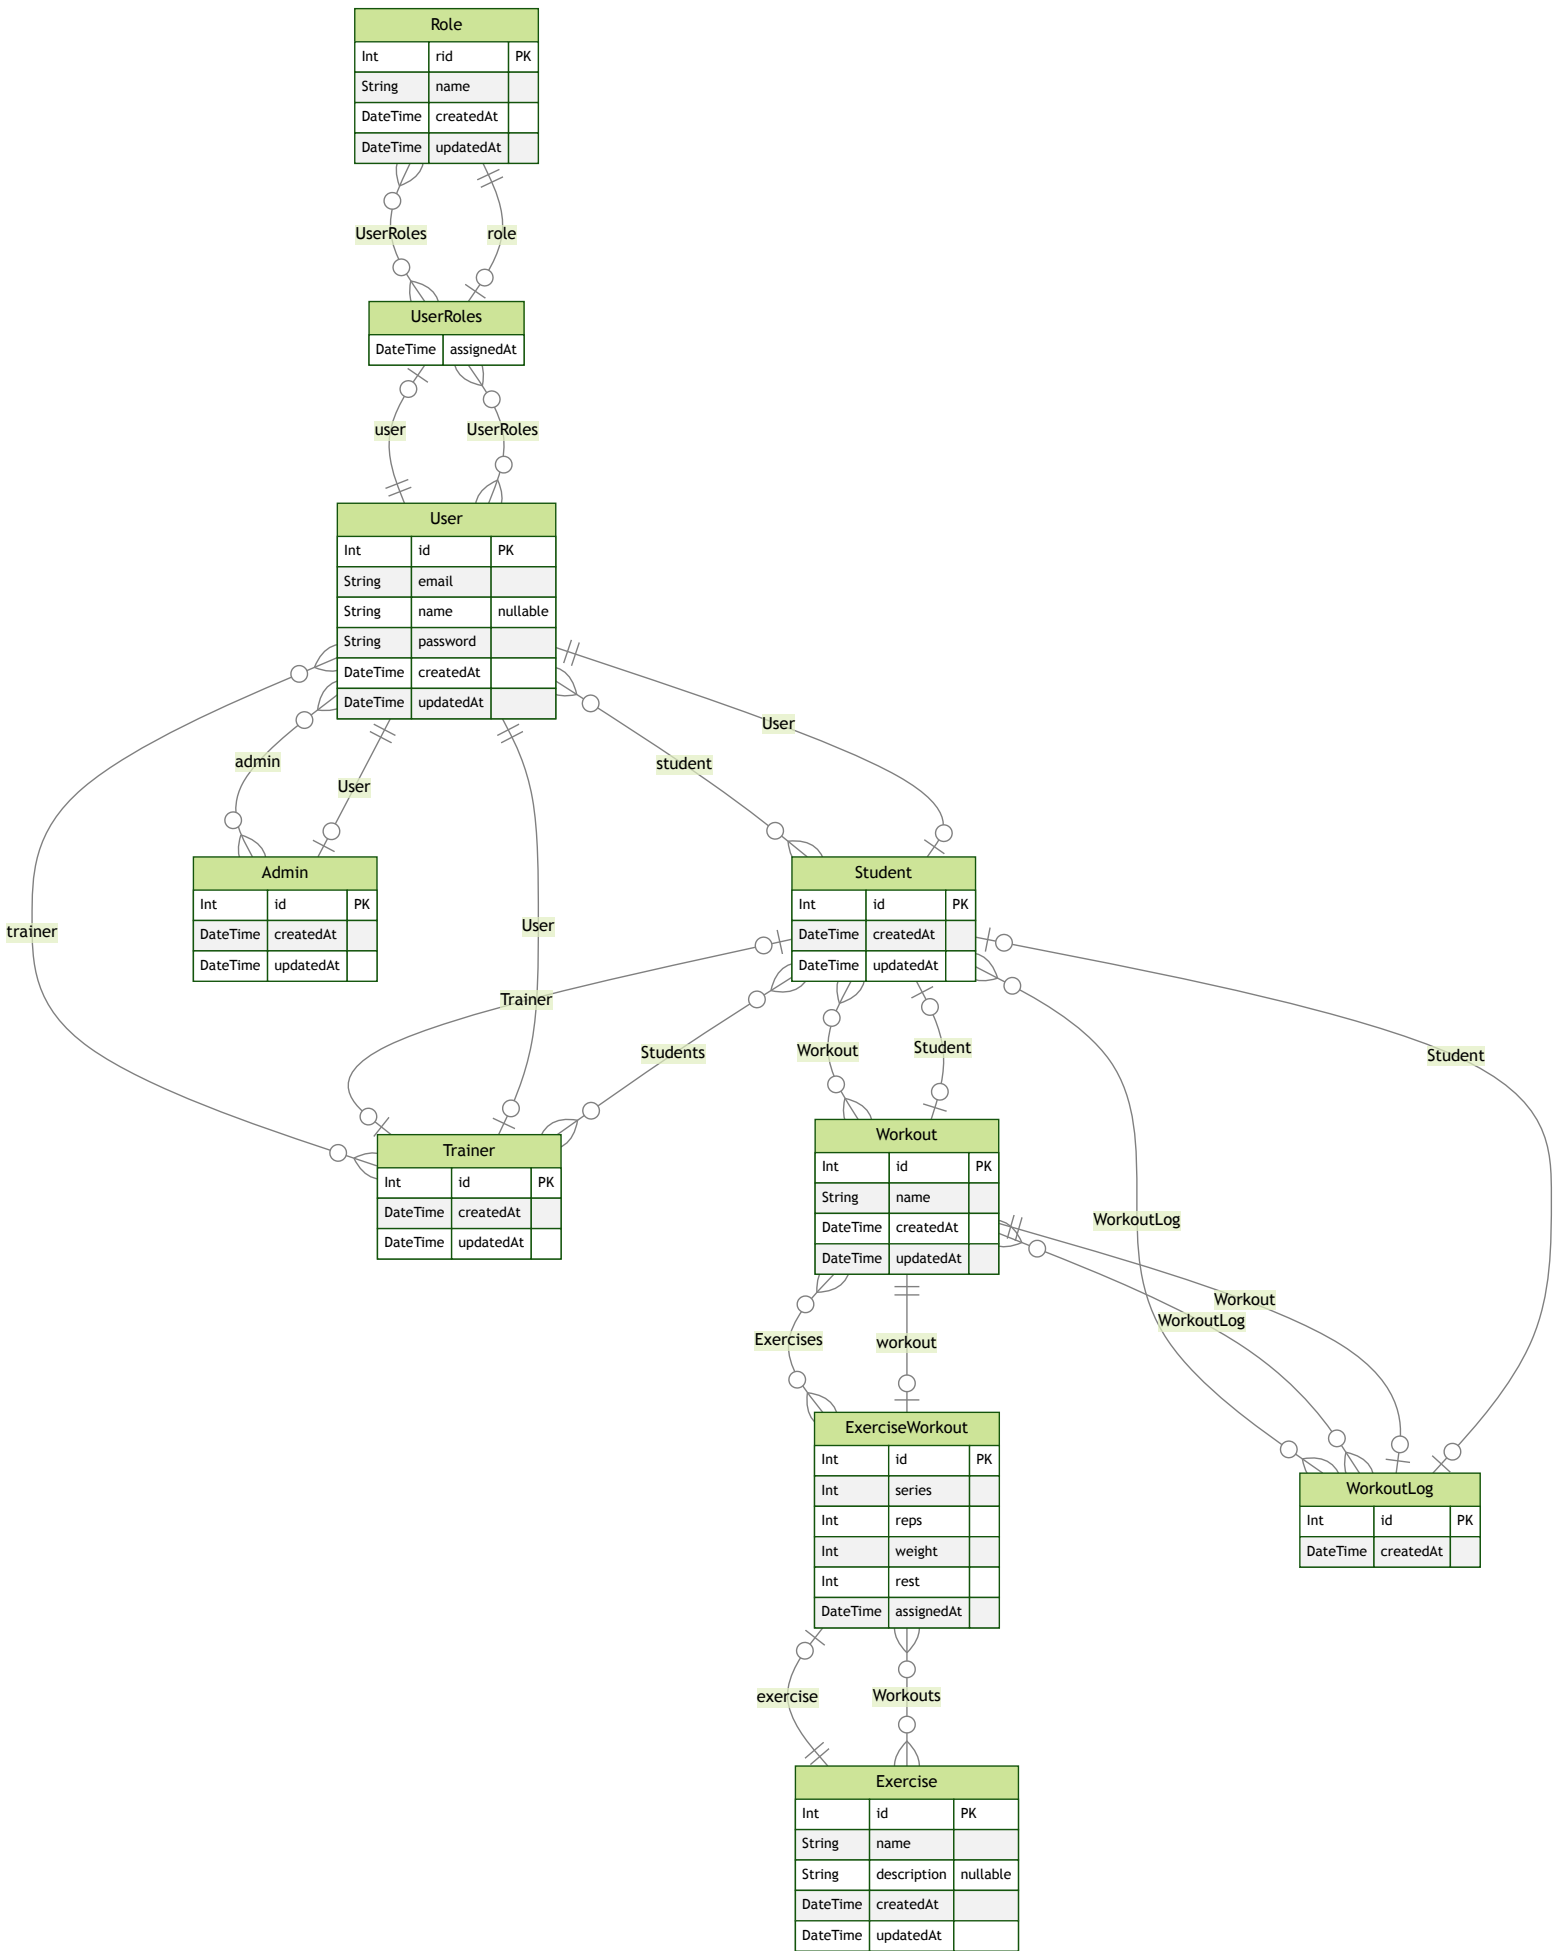 Role
Int rid PK
String name
DateTime createdAt
DateTime updatedAt
UserRoles
role
UserRoles
DateTime assignedAt
user
UserRoles
User
Int id PK
String email
String name nullable
String password
DateTime createdAt
DateTime updatedAt
User
admin
student
User
Admin
Int id PK
DateTime createdAt
DateTime updatedAt
Student
Int id PK
DateTime createdAt
DateTime updatedAt
trainer
User
Trainer
Students
Workout
Student
Student
Trainer
Int id PK
DateTime createdAt
DateTime updatedAt
Workout
Int id PK
String name
DateTime createdAt
DateTime updatedAt
WorkoutLog
Workout
WorkoutLog
Exercises
workout
ExerciseWorkout
Int id PK
Int series
Int reps
Int weight
Int rest
DateTime assignedAt
WorkoutLog
Int id PK
DateTime createdAt
exercise
Workouts
Exercise
Int id PK
String name
String description nullable
DateTime createdAt
DateTime updatedAt